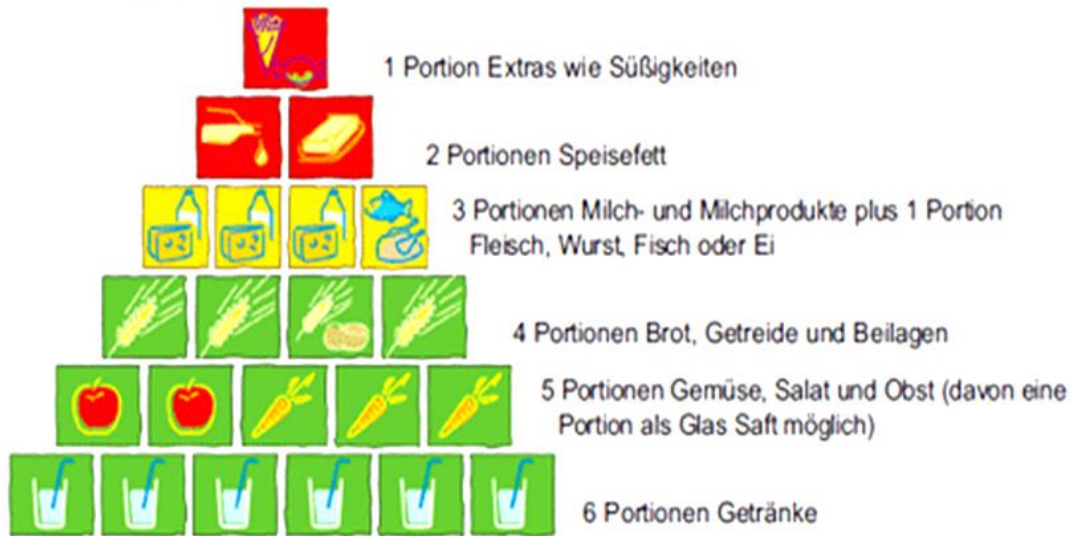 1 Portion Extras wie Süßigkeiten
2 Portionen Speisefett
3 Portionen Milch- und Milchprodukte plus 1 Portion
Fleisch, Wurst, Fisch oder Ei
4 Portionen Brot, Getreide und Beilagen
5 Portionen Gemüse, Salat und Obst (davon eine
Portion als Glas Saft möglich)
6 Portionen Getränke